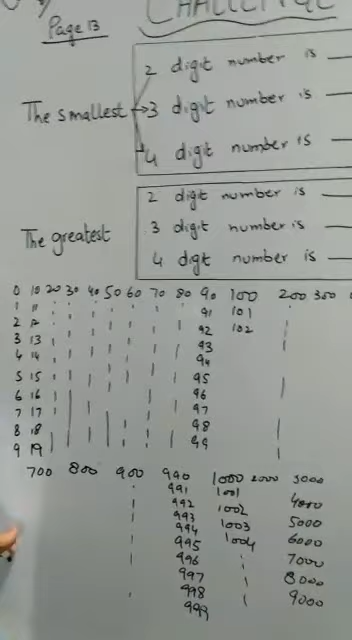 CHALLENGE
Page 13
2 digit number is
The smallest → 3 digit number is
4 digit number is
2 digit number is
The greatest 3 digit number is
4 digit number is
0 10 20 30 40 50 60 70 80 90 100 200 300
1 11 91 101
2 12 92 102
3 13 93
4 14 94
5 15 95
6 16 96
7 17 97
8 18 98
9 19 99
700 800 900 990 1000 2000 3000
991 1001 4000
992 1002 5000
993 1003 6000
994 1004 7000
995 8000
996 9000
997
998
999